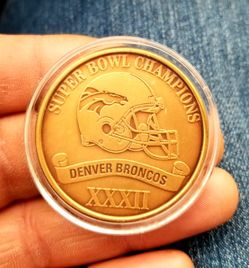 SUPER BOWL CHAMPIONS
DENVER BRONCOS
XXXII